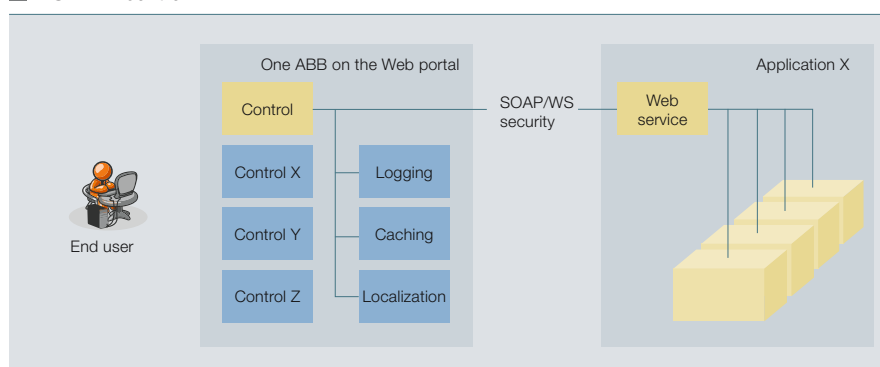 One ABB on the Web portal
Application X
Control
SOAP/WS
security
Web
service
Control X
Logging
Control Y
Caching
Control Z
Localization
End user